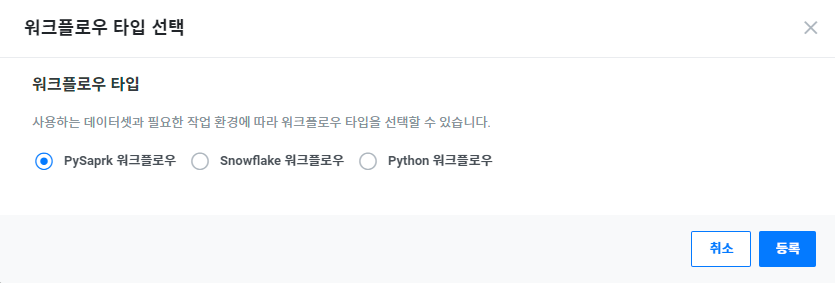 워크플로우 타입 선택
워크플로우 타입
사용하는 데이터셋과 필요한 작업 환경에 따라 워크플로우 타입을 선택할 수 있습니다.
PySaprk 워크플로우 Snowflake 워크플로우 Python 워크플로우
취소 등록